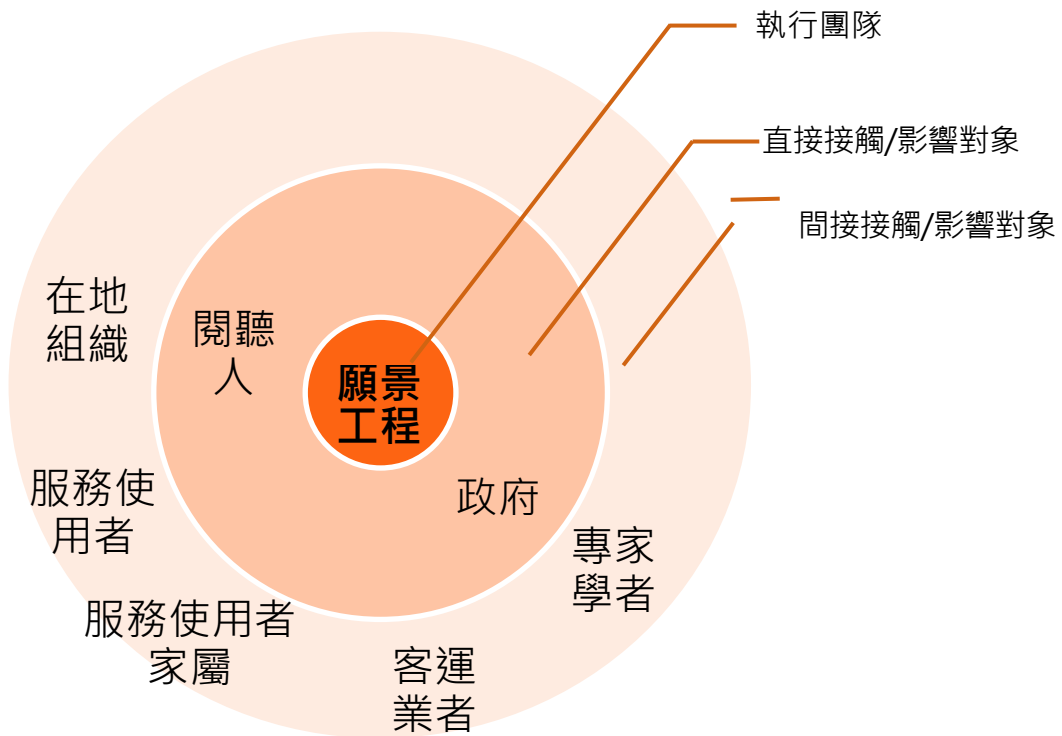 執行團隊
直接接觸/影響對象
間接接觸/影響對象
在地
組織
閱聽
人
願景
工程
服務使
用者
政府
專家
學者
服務使用者
家屬
客運
業者